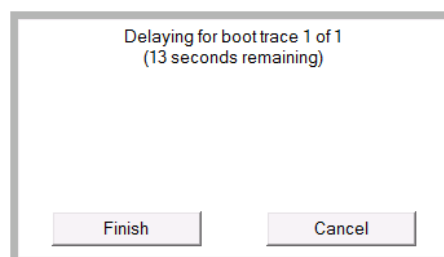 Delaying for boot trace 1 of 1
(13 seconds remaining)
Finish
Cancel